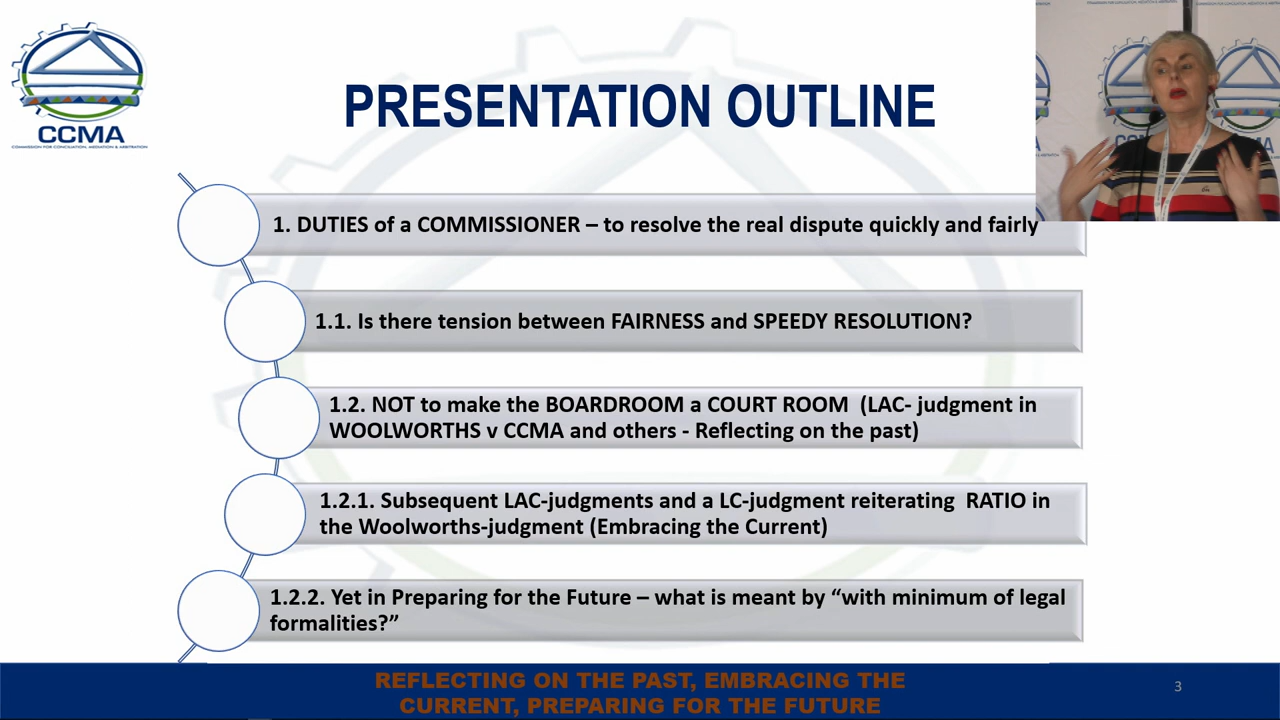 CCMA
COMMISSION FOR CONCILIATION, MEDIATION & ARBITRATION
PRESENTATION OUTLINE
1. DUTIES of a COMMISSIONER – to resolve the real dispute quickly and fairly
1.1. Is there tension between FAIRNESS and SPEEDY RESOLUTION?
1.2. NOT to make the BOARDROOM a COURT ROOM (LAC- judgment in
WOOLWORTHS v CCMA and others - Reflecting on the past)
1.2.1. Subsequent LAC-judgments and a LC-judgment reiterating RATIO in
the Woolworths-judgment (Embracing the Current)
1.2.2. Yet in Preparing for the Future – what is meant by “with minimum of legal
formalities?”
REFLECTING ON THE PAST, EMBRACING THE
CURRENT, PREPARING FOR THE FUTURE
3